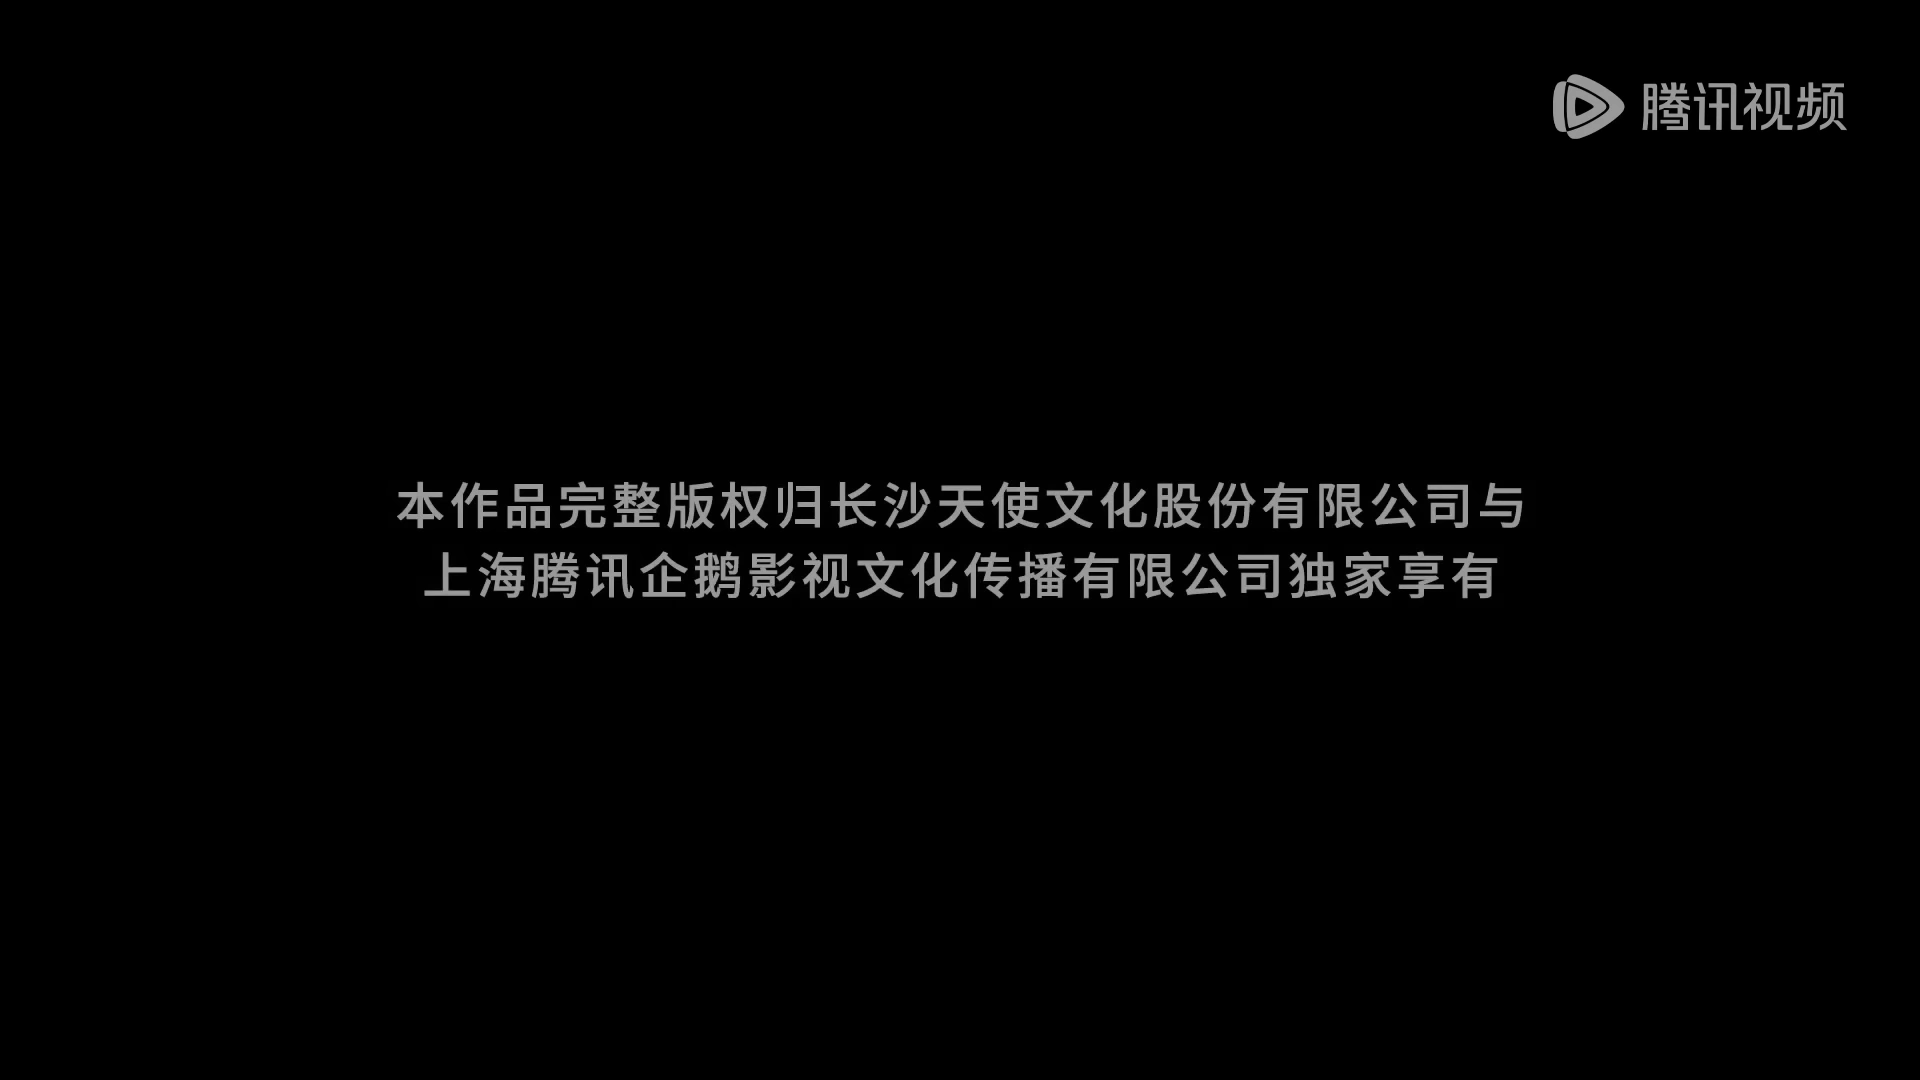 腾讯视频
本作品完整版权归长沙天使文化股份有限公司与
上海腾讯企鹅影视文化传播有限公司独家享有